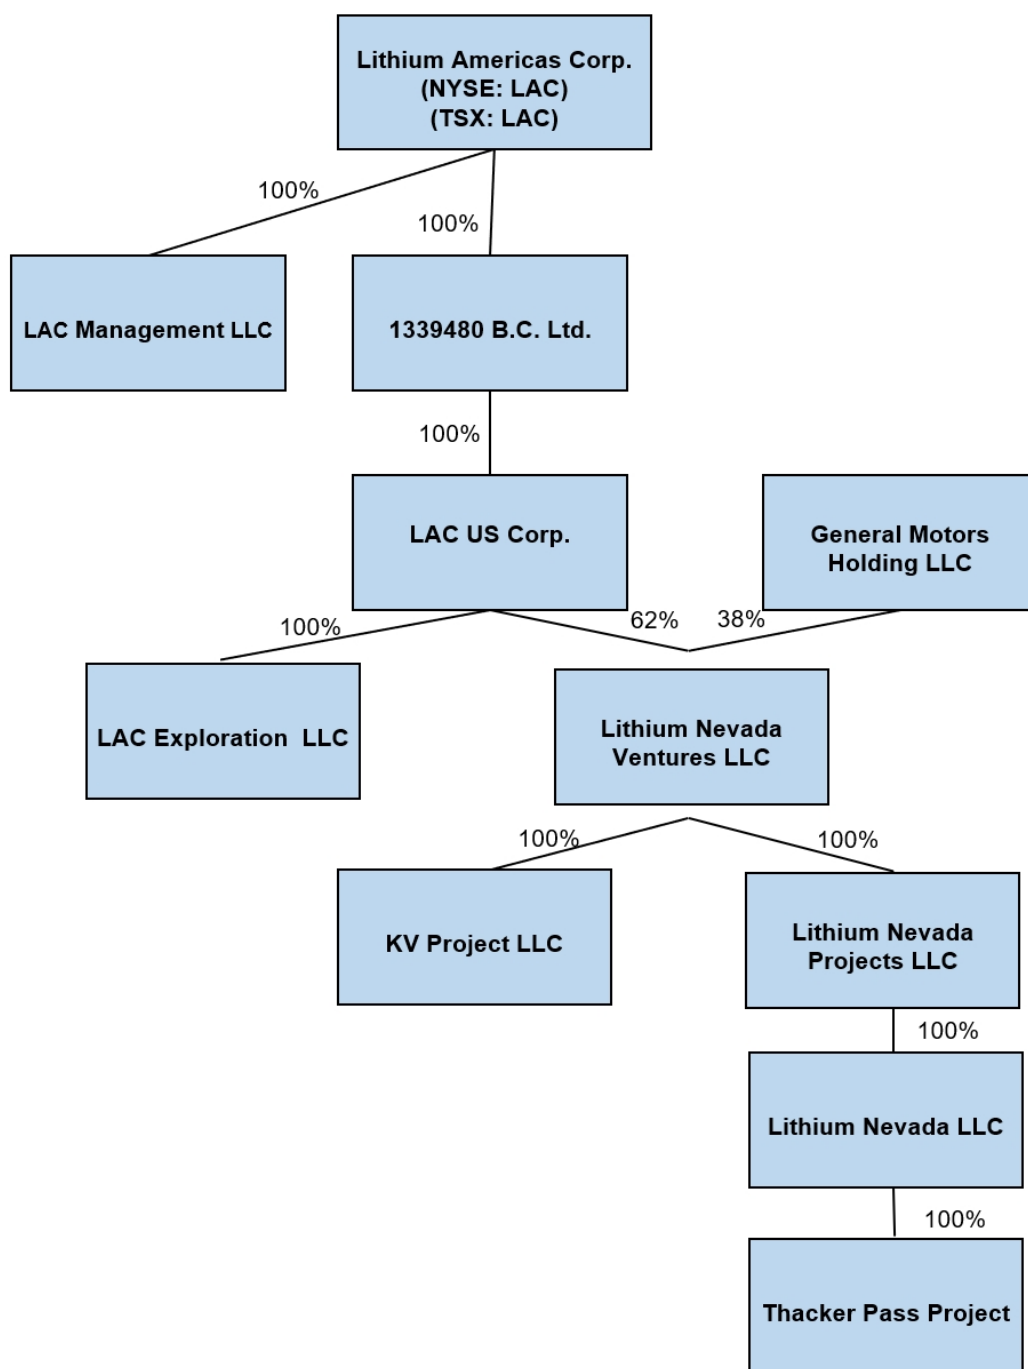 Lithium Americas Corp.
(NYSE: LAC)
(TSX: LAC)
100%
100%
LAC Management LLC
1339480 B.C. Ltd.
100%
LAC US Corp.
General Motors
Holding LLC
100%
62%
38%
LAC Exploration LLC
Lithium Nevada
Ventures LLC
100%
100%
KV Project LLC
Lithium Nevada
Projects LLC
100%
Lithium Nevada LLC
100%
Thacker Pass Project